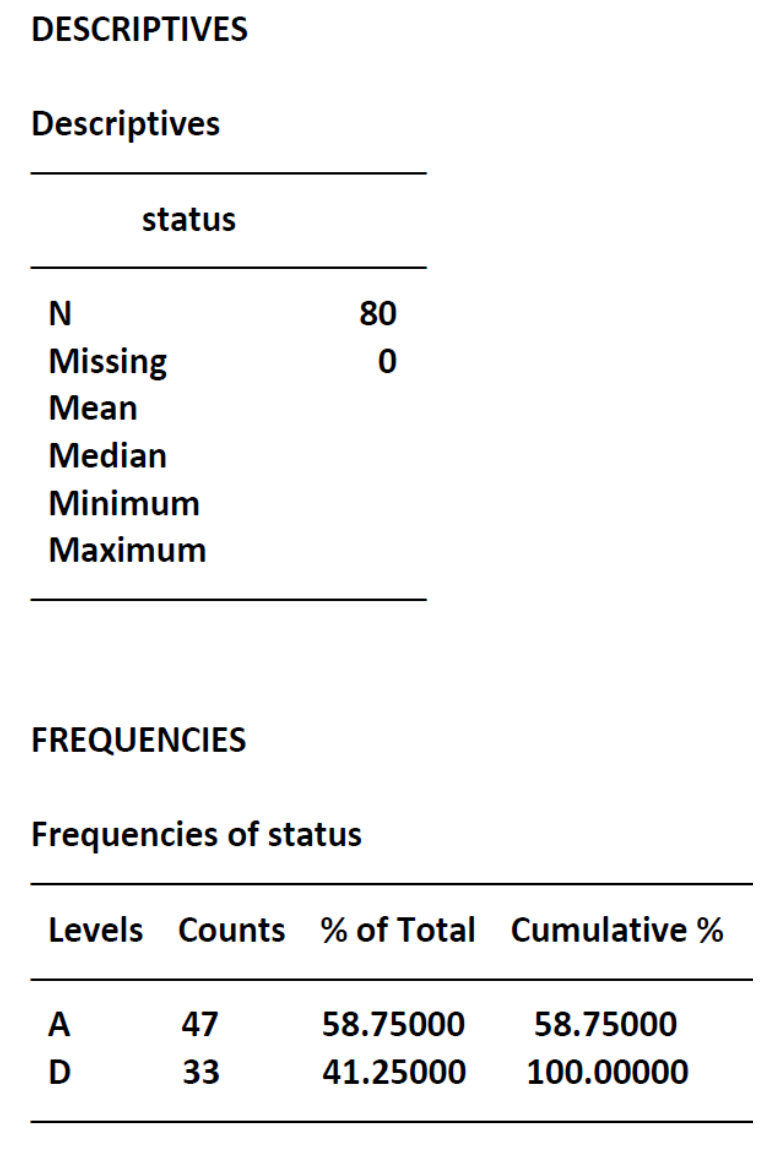 DESCRIPTIVES
Descriptives
status
N 80
Missing 0
Mean
Median
Minimum
Maximum
FREQUENCIES
Frequencies of status
Levels Counts % of Total Cumulative %
A 47 58.75000 58.75000
D 33 41.25000 100.00000